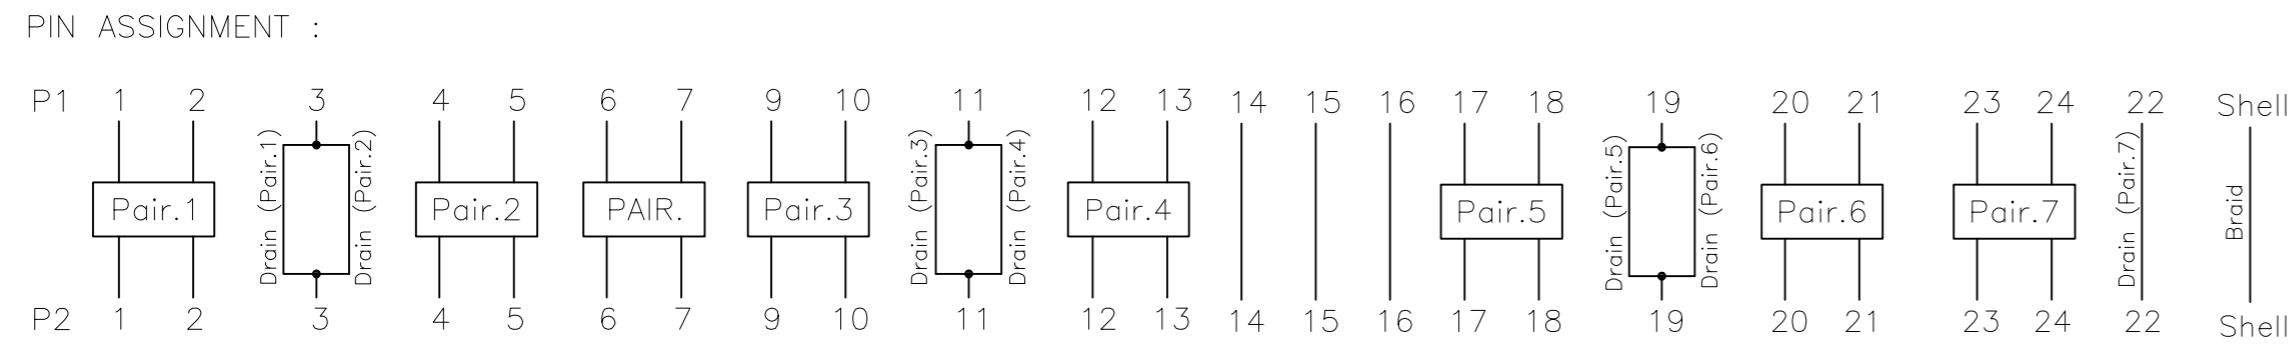 PIN ASSIGNMENT :
P1 1 2 3 4 5 6 7 9 10 11 12 13 14 15 16 17 18 19 20 21 23 24 22 Shell
Drain (Pair.1)
Drain (Pair.2)
Drain (Pair.3)
Drain (Pair.4)
Drain (Pair.5)
Drain (Pair.6)
Drain (Pair.7)
Braid
Pair.1 Pair.2 PAIR. Pair.3 Pair.4 Pair.5 Pair.6 Pair.7
P2 1 2 3 4 5 6 7 9 10 11 12 13 14 15 16 17 18 19 20 21 23 24 22 Shell